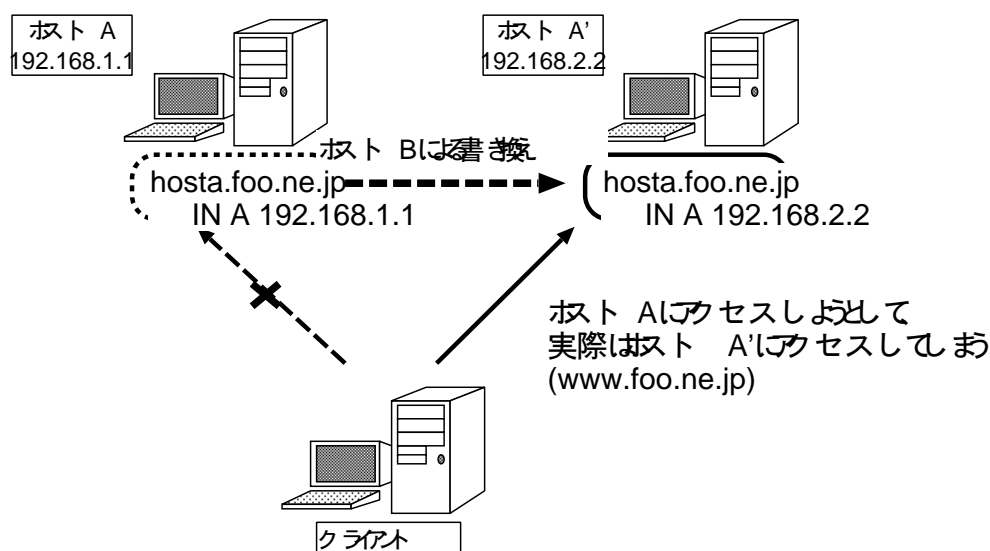 ホスト A
192.168.1.1
ホスト A'
192.168.2.2
ホスト Bによる書き換え
hosta.foo.ne.jp
IN A 192.168.1.1
hosta.foo.ne.jp
IN A 192.168.2.2
ホスト Aにアクセスしようとして
実際はホスト A'にアクセスしてしまう
(www.foo.ne.jp)
クライアント